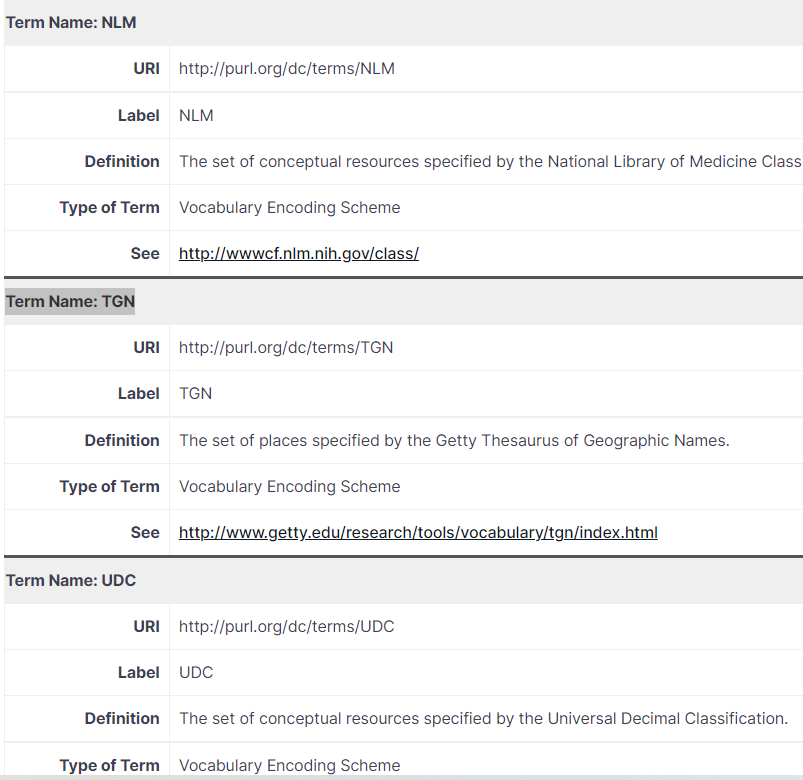 Term Name: NLM
URI http://purl.org/dc/terms/NLM
Label NLM
Definition The set of conceptual resources specified by the National Library of Medicine Class
Type of Term Vocabulary Encoding Scheme
See http://wwwcf.nlm.nih.gov/class/
Term Name: TGN
URI http://purl.org/dc/terms/TGN
Label TGN
Definition The set of places specified by the Getty Thesaurus of Geographic Names.
Type of Term Vocabulary Encoding Scheme
See http://www.getty.edu/research/tools/vocabulary/tgn/index.html
Term Name: UDC
URI http://purl.org/dc/terms/UDC
Label UDC
Definition The set of conceptual resources specified by the Universal Decimal Classification.
Type of Term Vocabulary Encoding Scheme